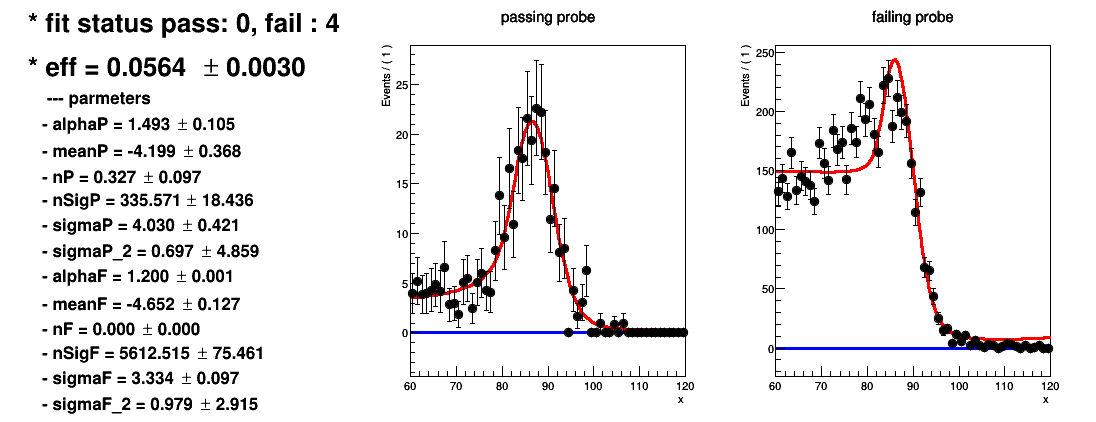 * fit status pass: 0, fail : 4
* eff = 0.0564 ± 0.0030
--- parmeters
- alphaP = 1.493 ± 0.105
- meanP = -4.199 ± 0.368
- nP = 0.327 ± 0.097
- nSigP = 335.571 ± 18.436
- sigmaP = 4.030 ± 0.421
- sigmaP_2 = 0.697 ± 4.859
- alphaF = 1.200 ± 0.001
- meanF = -4.652 ± 0.127
- nF = 0.000 ± 0.000
- nSigF = 5612.515 ± 75.461
- sigmaF = 3.334 ± 0.097
- sigmaF_2 = 0.979 ± 2.915
passing probe
Events / ( 1 )
25
20
15
10
5
0
60 70 80 90 100 110 120
x
failing probe
Events / ( 1 )
250
200
150
100
50
0
60 70 80 90 100 110 120
x